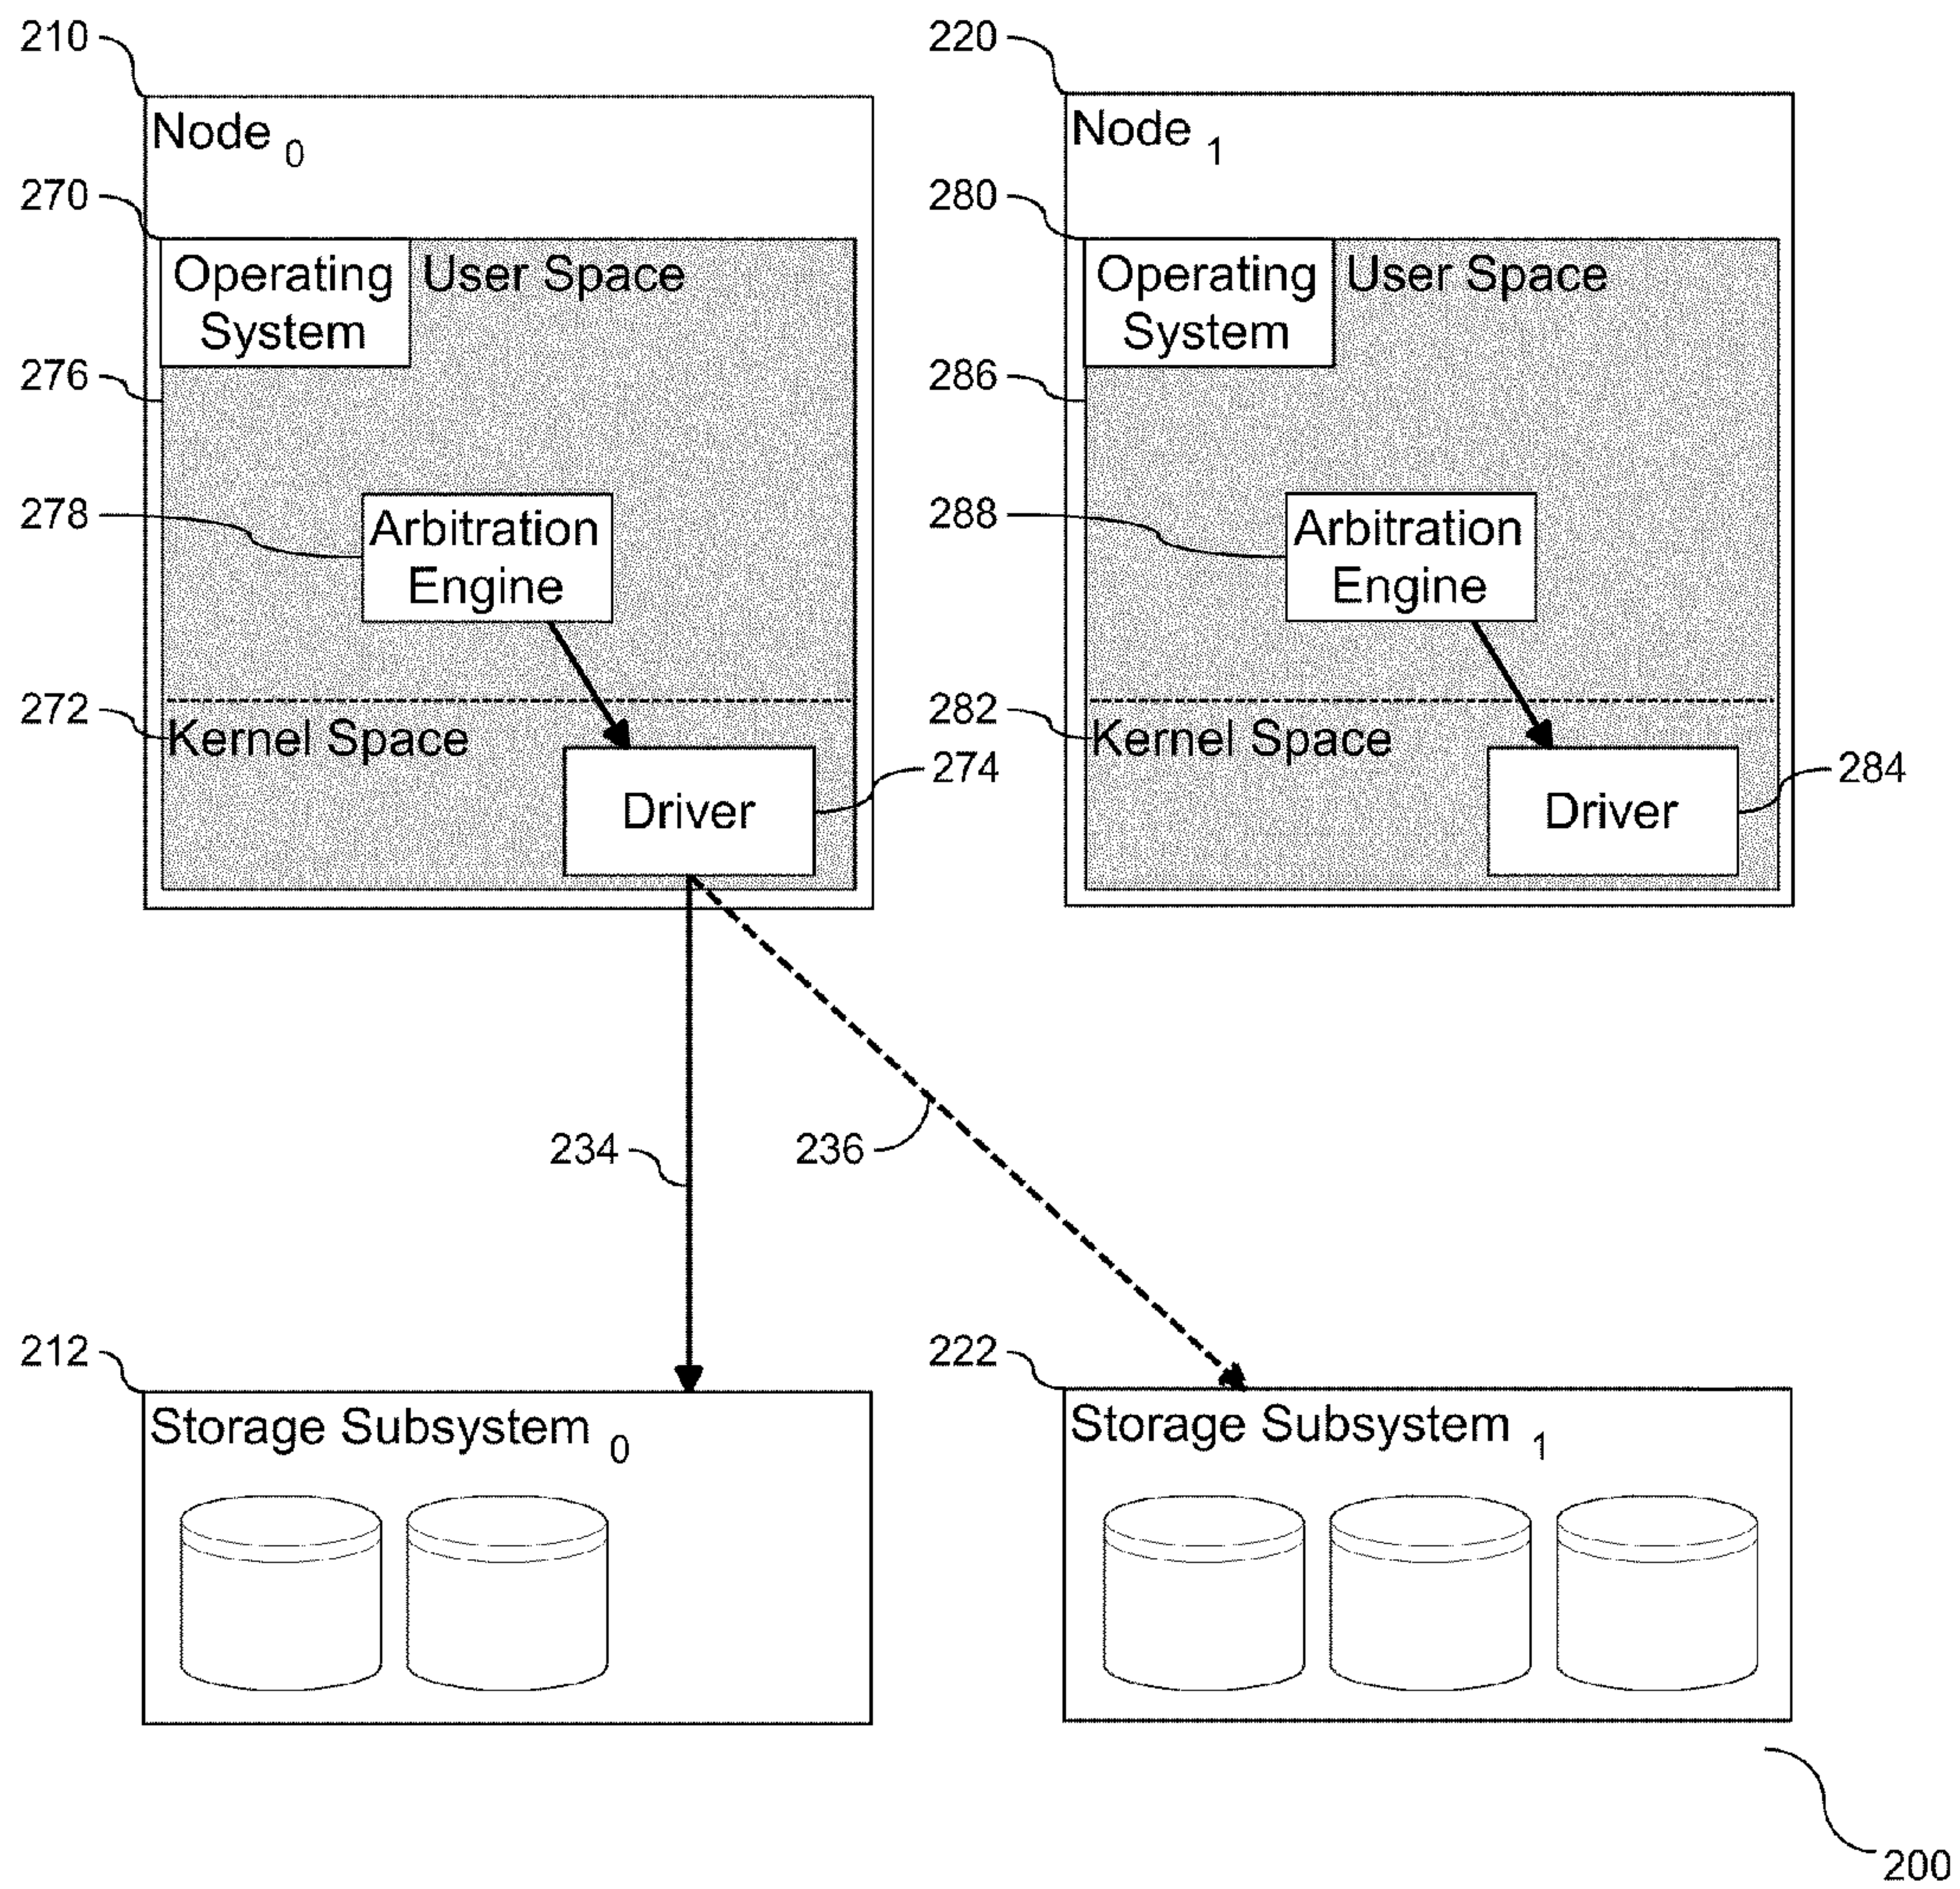 210
220
Node 0
Node 1
270
280
Operating
System
User Space
Operating
System
User Space
276
286
278
288
Arbitration
Engine
Arbitration
Engine
272
282
Kernel Space
Kernel Space
274
284
Driver
Driver
234
236
212
222
Storage Subsystem 0
Storage Subsystem 1
200